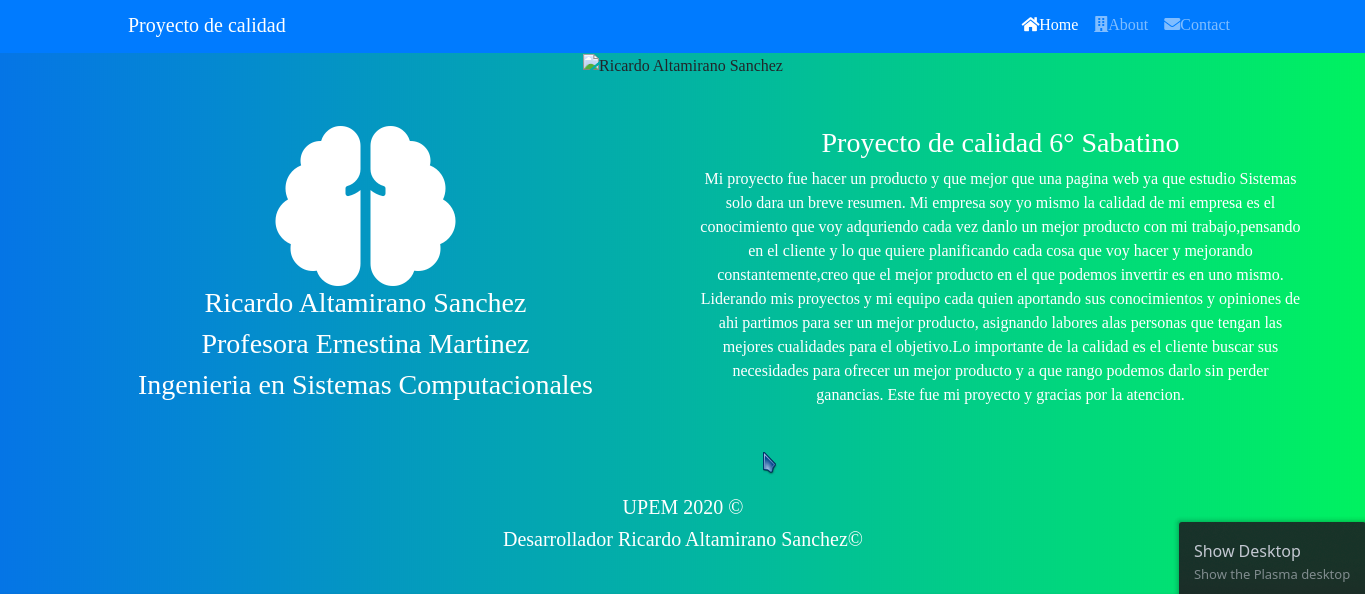 Proyecto de calidad
Home About Contact
Ricardo Altamirano Sanchez
Ricardo Altamirano Sanchez
Profesora Ernestina Martinez
Ingenieria en Sistemas Computacionales
Proyecto de calidad 6° Sabatino
Mi proyecto fue hacer un producto y que mejor que una pagina web ya que estudio Sistemas
solo dara un breve resumen. Mi empresa soy yo mismo la calidad de mi empresa es el
conocimiento que voy adquriendo cada vez danlo un mejor producto con mi trabajo,pensando
en el cliente y lo que quiere planificando cada cosa que voy hacer y mejorando
constantemente,creo que el mejor producto en el que podemos invertir es en uno mismo.
Liderando mis proyectos y mi equipo cada quien aportando sus conocimientos y opiniones de
ahi partimos para ser un mejor producto, asignando labores alas personas que tengan las
mejores cualidades para el objetivo.Lo importante de la calidad es el cliente buscar sus
necesidades para ofrecer un mejor producto y a que rango podemos darlo sin perder
ganancias. Este fue mi proyecto y gracias por la atencion.
UPEM 2020 ©
Desarrollador Ricardo Altamirano Sanchez©
Show Desktop
Show the Plasma desktop